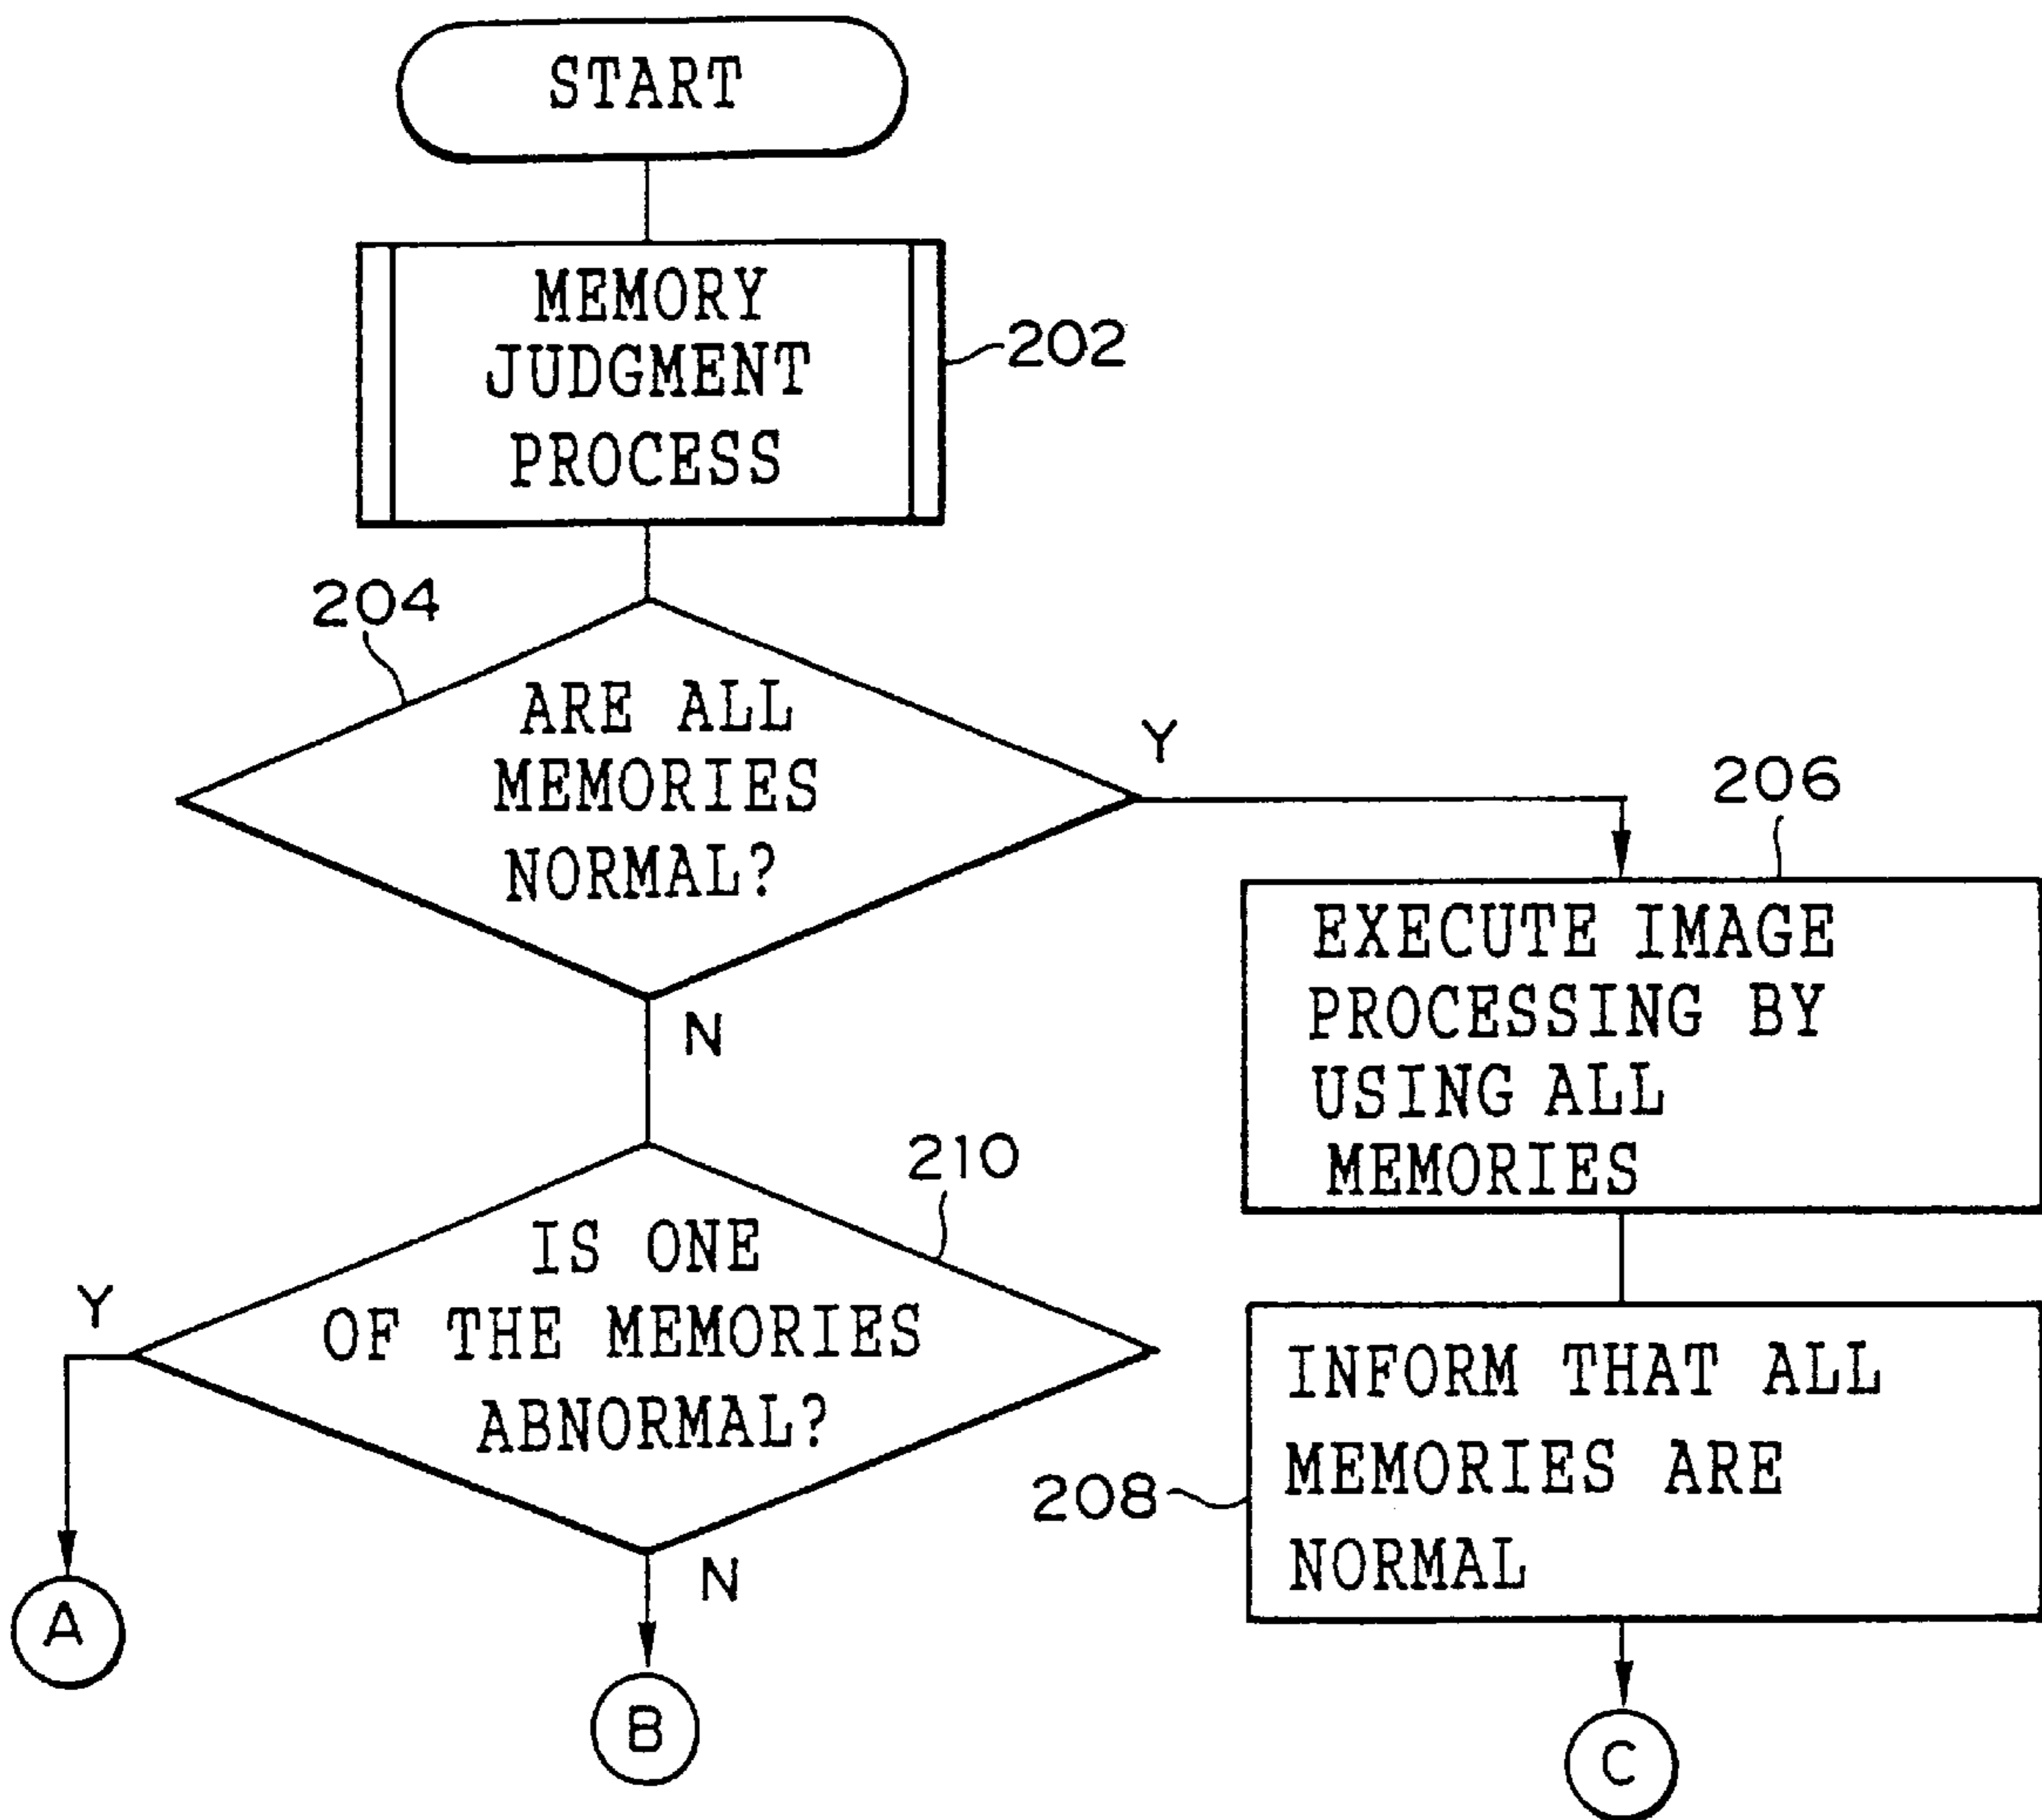 START
MEMORY
JUDGMENT
PROCESS
202
204
ARE ALL
MEMORIES
NORMAL?
Y
N
206
EXECUTE IMAGE
PROCESSING BY
USING ALL
MEMORIES
210
IS ONE
OF THE MEMORIES
ABNORMAL?
Y
N
208
INFORM THAT ALL
MEMORIES ARE
NORMAL
A
B
C